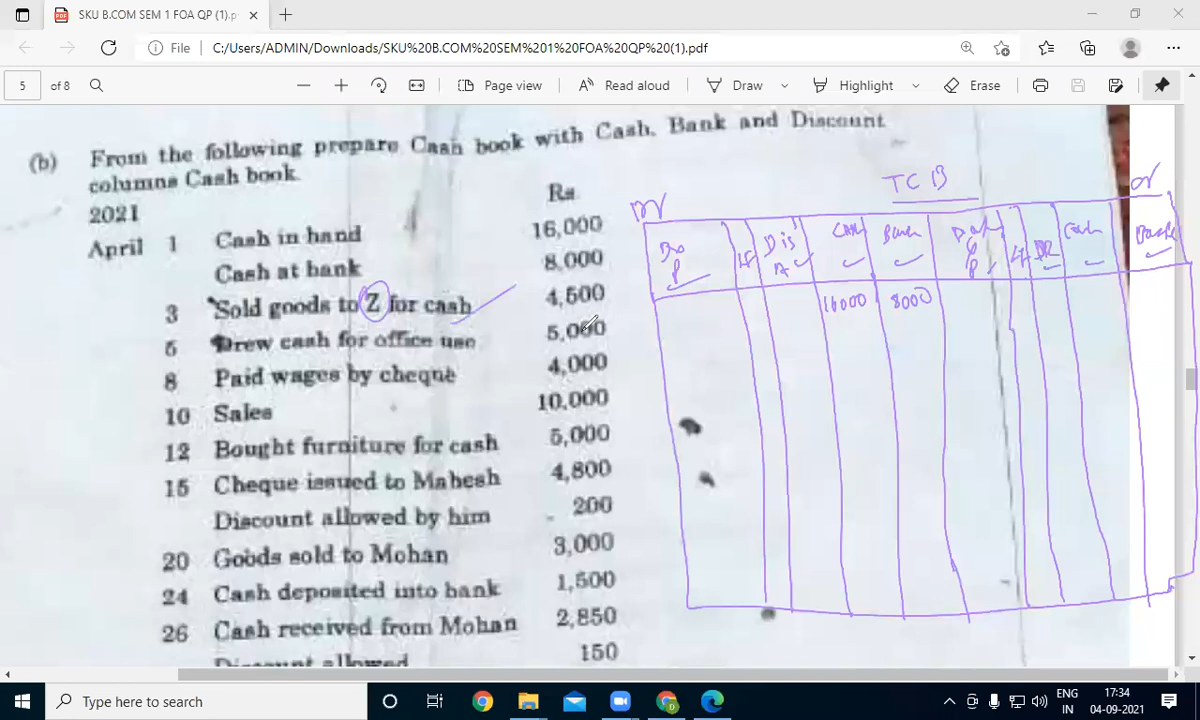 SKU B.COM SEM 1 FOA QP (1).p
File C:/Users/ADMIN/Downloads/SKU%20B.COM%20SEM%201%20FOA%20QP%20(1).pdf
5 of 8 Page view Read aloud Draw Highlight Erase
(b) From the following prepare Cash book with Cash, Bank and Discount
columns Cash book.
2021 Rs
April 1 Cash in hand 16,000
Cash at bank 8,000
3 Sold goods to Z for cash 4,500
5 Drew cash for office use 5,000
8 Paid wages by cheque 4,000
10 Sales 10,000
12 Bought furniture for cash 5,000
15 Cheque issued to Mahesh 4,800
Discount allowed by him 200
20 Goods sold to Mohan 3,000
24 Cash deposited into bank 1,500
26 Cash received from Mohan 2,850
Discount allowed 150
TC B
Dis A Cash Bank
LF DR Cash Bank
16000 8000
Type here to search
ENG
IN
17:34
04-09-2021